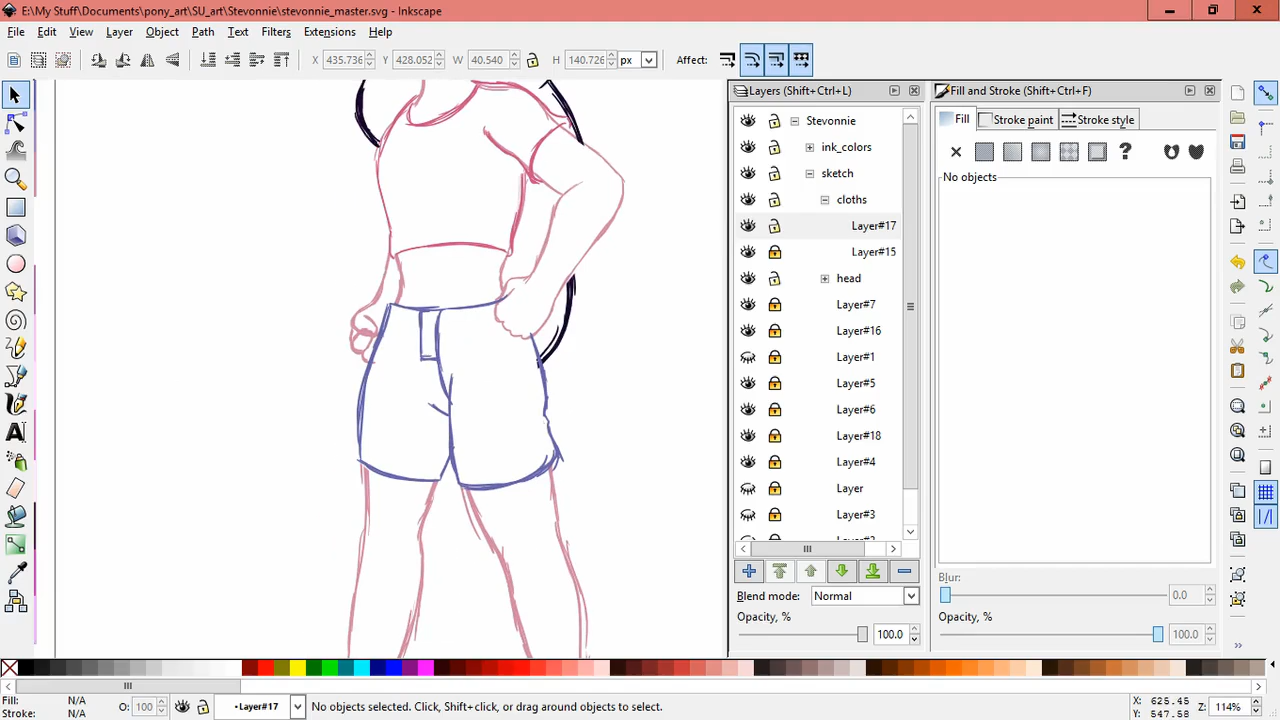 E:\My Stuff\Documents\pony_art\SU_art\Stevonnie\stevonnie_master.svg - Inkscape
File Edit View Layer Object Path Filters Text Extensions Help
X 435.736 Y 428.052 W 40.540 H 140.726 px Affect:
Layers (Shift+Ctrl+L)
Fill and Stroke (Shift+Ctrl+F)
Stevonnie
Fill Stroke paint Stroke style
ink_colors
sketch
No objects
cloths
Layer#17
Layer#15
head
Layer#7
Layer#16
Layer#1
Layer#5
Layer#6
Layer#18
Layer#4
Layer
Layer#3
Blur:
0.0
Blend mode: Normal
Opacity, %
100.0
Opacity, %
100.0
Fill: N/A
Stroke: N/A
O: 100
•Layer#17
No objects selected. Click, Shift+click, or drag around objects to select.
X: 625.45
Y: 547.58
Z: 114%